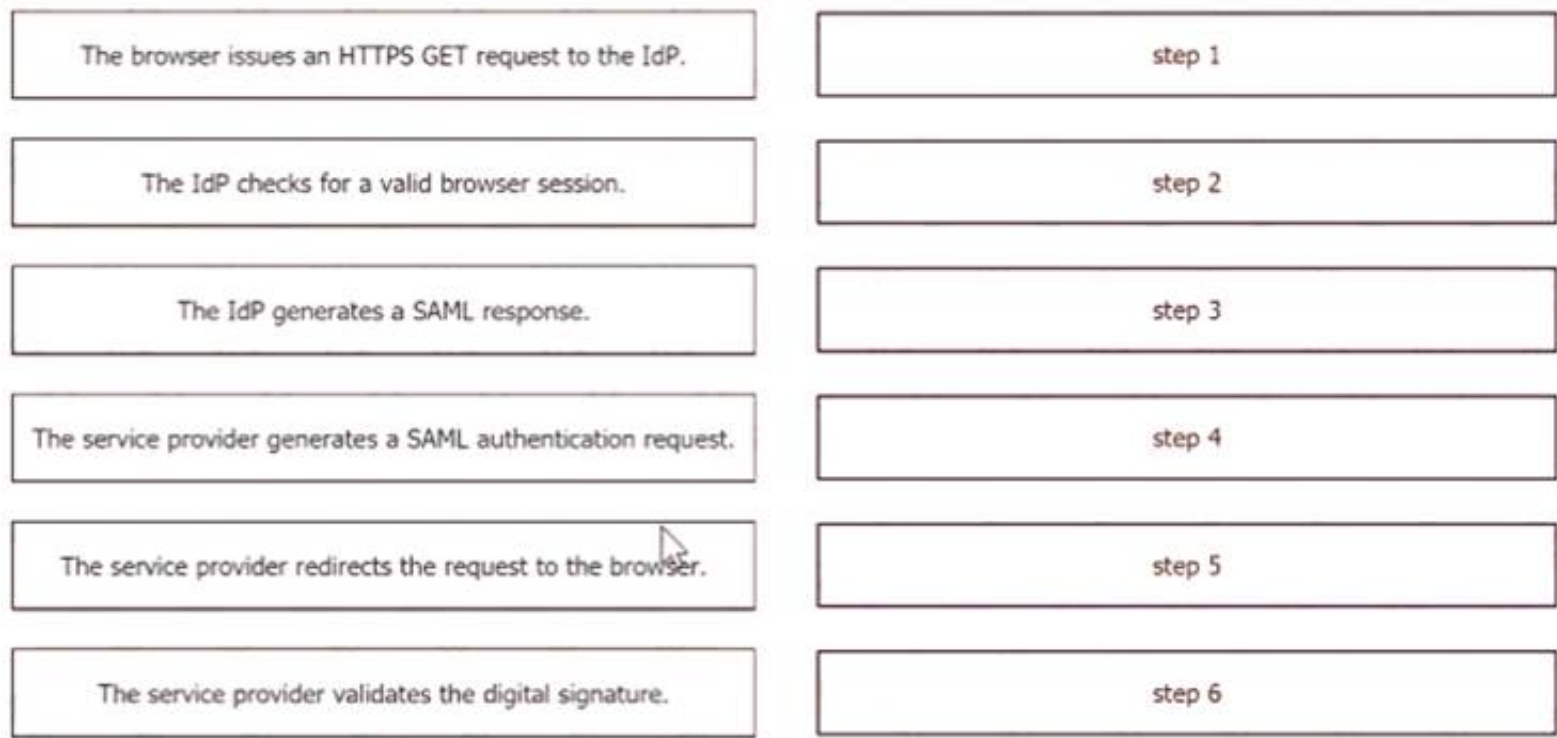 The browser issues an HTTPS GET request to the IdP.
step 1
The IdP checks for a valid browser session.
step 2
The IdP generates a SAML response.
step 3
The service provider generates a SAML authentication request.
step 4
The service provider redirects the request to the browser.
step 5
The service provider validates the digital signature.
step 6